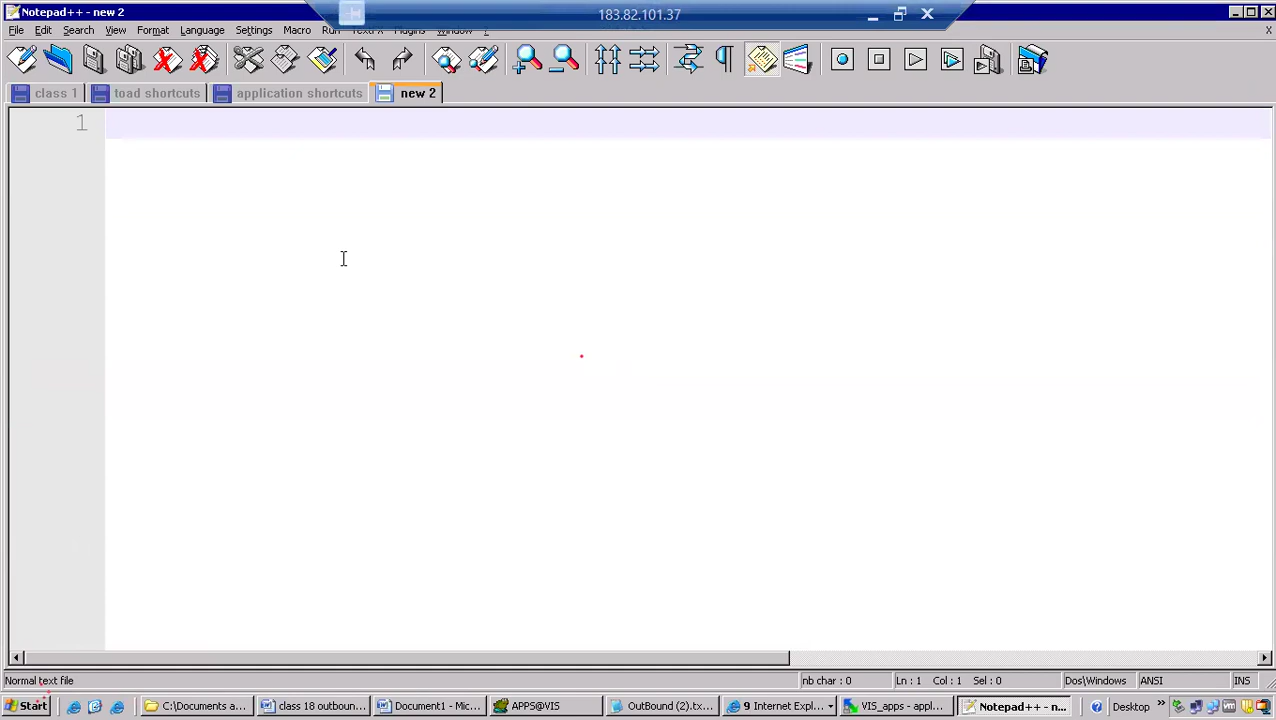 Notepad++ - new 2
183.82.101.37
File Edit Search View Format Language Settings Macro Run TextFX Plugins Window ? X
class 1 toad shortcuts application shortcuts new 2
1
Normal text file nb char : 0 Ln : 1 Col : 1 Sel : 0 Dos\Windows ANSI INS
Start C:\Documents a... class 18 outboun... Document1 - Mic... APPS@VIS OutBound (2).tx... 9 Internet Expl... VIS_apps - appl... Notepad++ - n... Desktop »